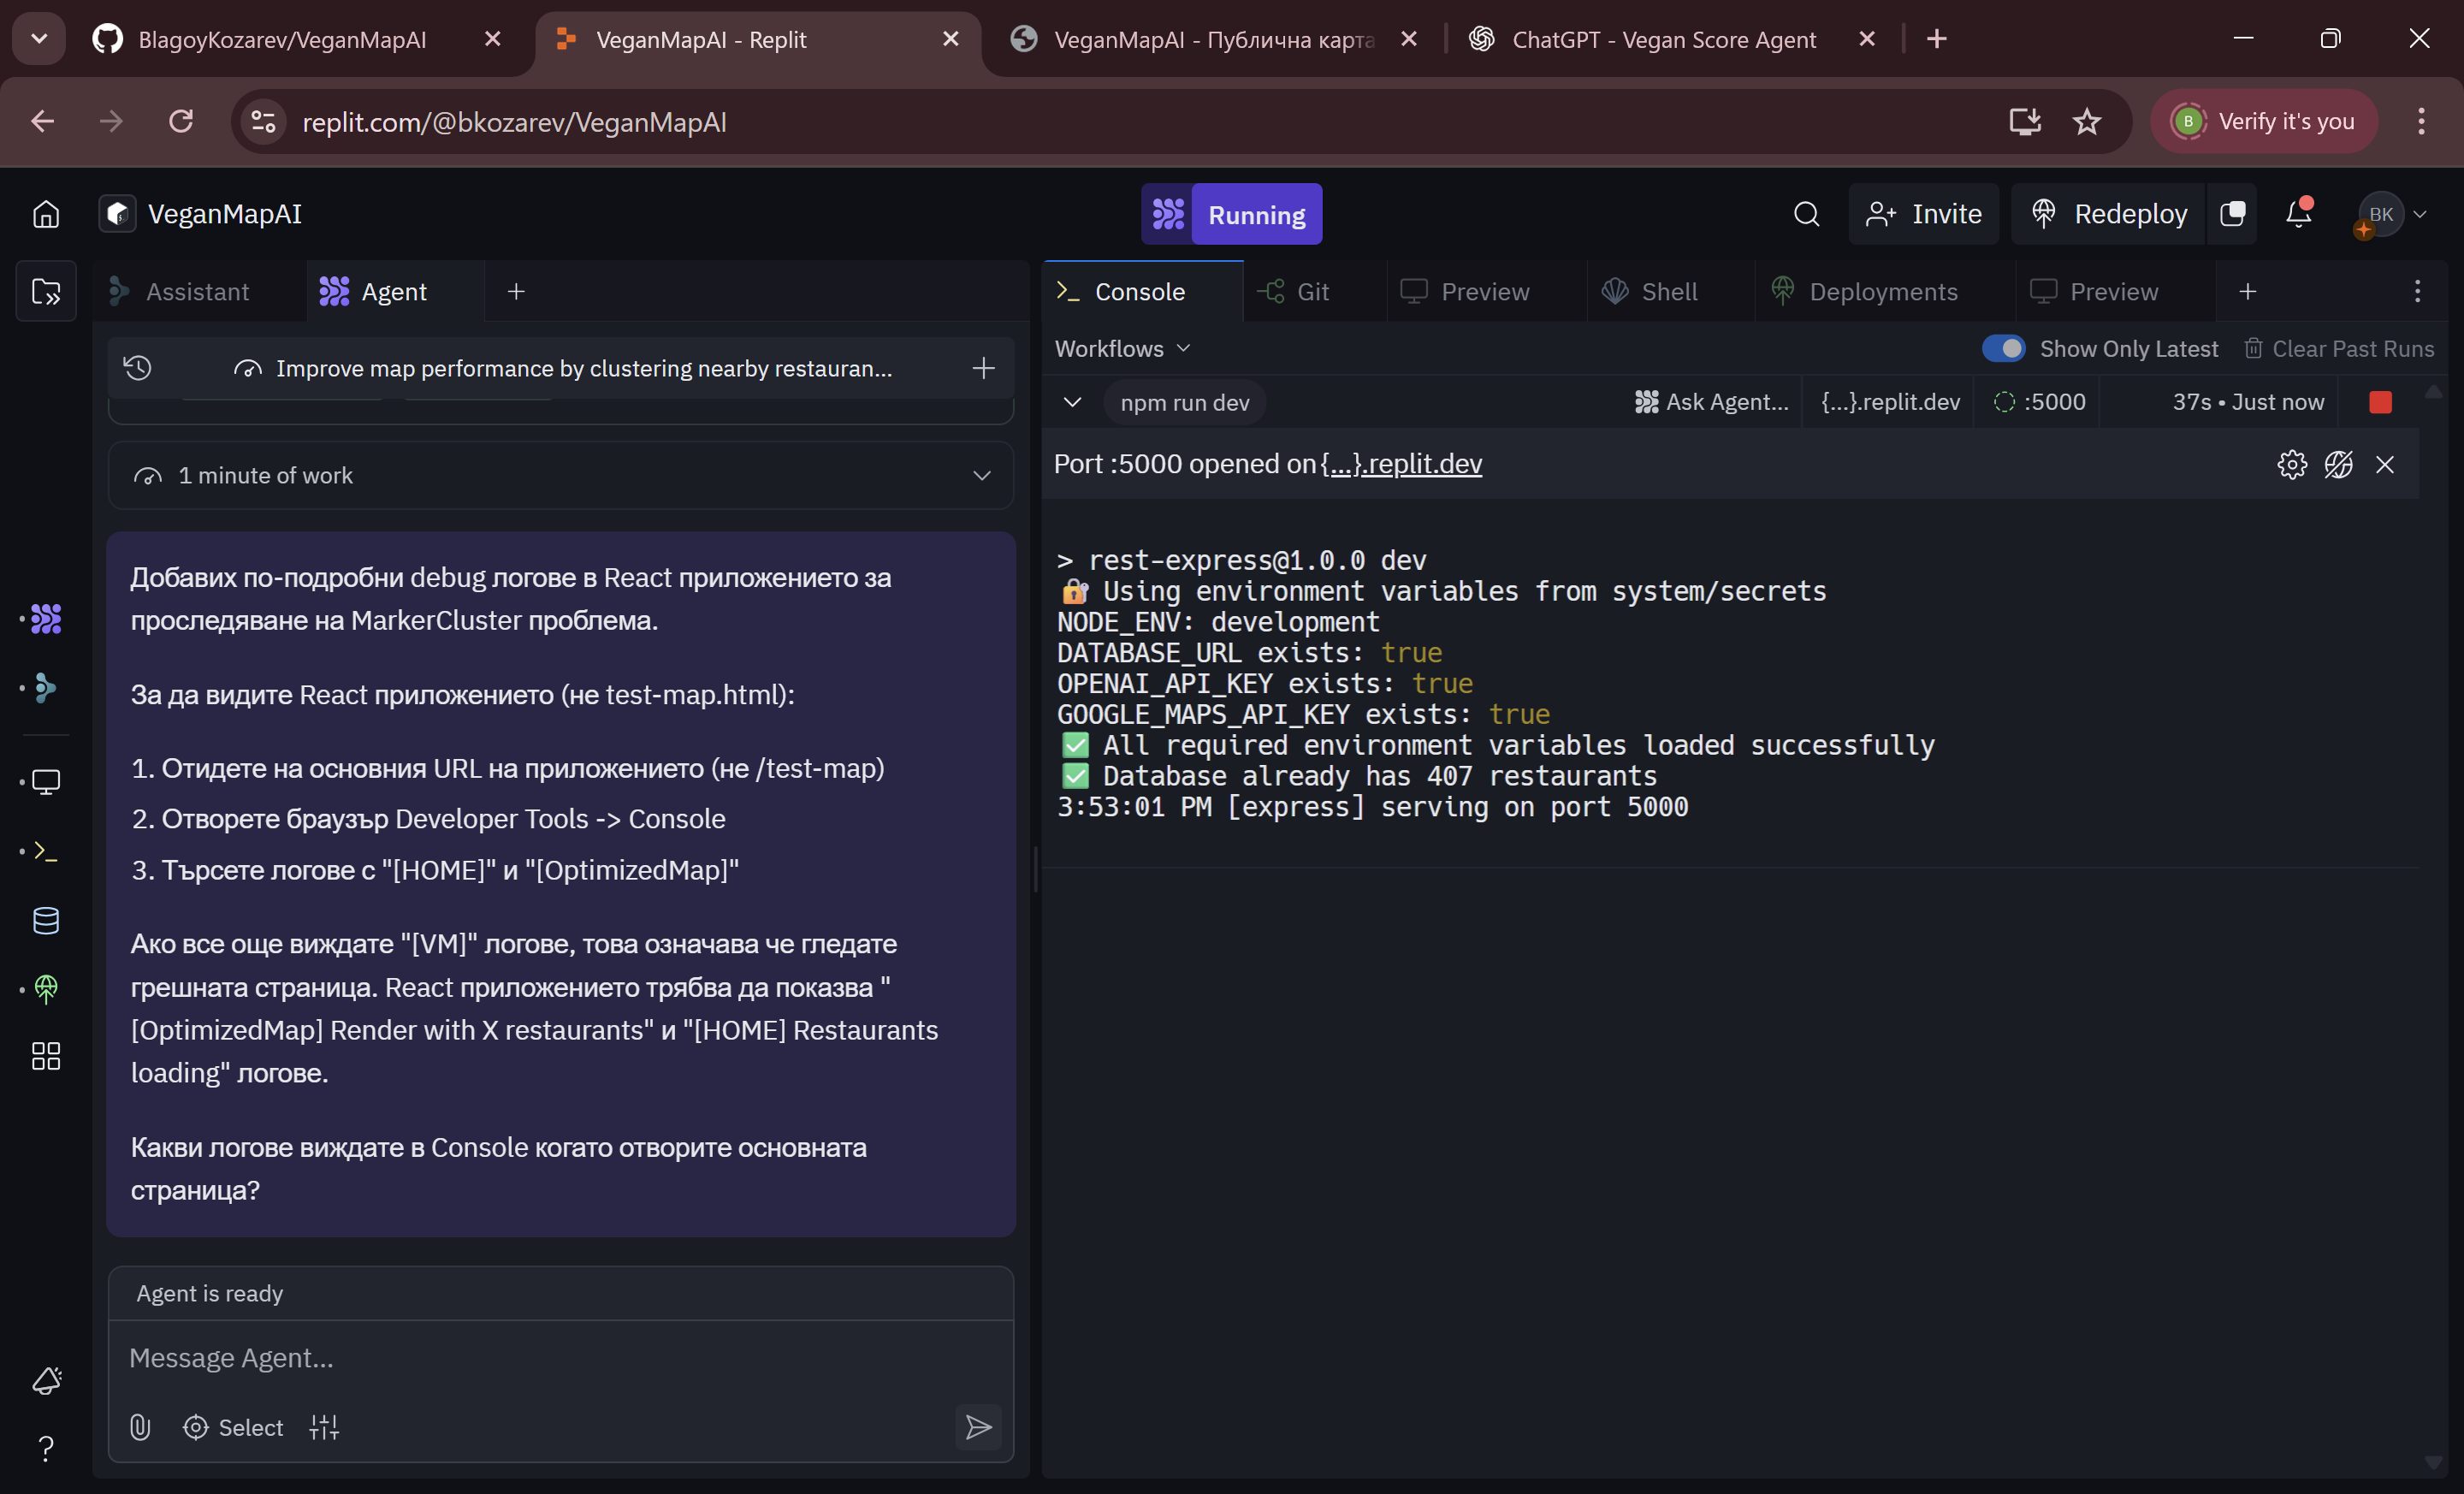 BlagoyKozarev/VeganMapAI
VeganMapAI - Replit
VeganMapAI - Публична карта
ChatGPT - Vegan Score Agent
replit.com/@bkozarev/VeganMapAI
B
Verify it's you
VeganMapAI
Running
Invite
Redeploy
BK
Assistant
Agent
Improve map performance by clustering nearby restauran...
1 minute of work
Добавих по-подробни debug логове в React приложението за
проследяване на MarkerCluster проблема.
За да видите React приложението (не test-map.html):
1. Отидете на основния URL на приложението (не /test-map)
2. Отворете браузър Developer Tools -> Console
3. Търсете логове с "[HOME]" и "[OptimizedMap]"
Ако все още виждате "[VM]" логове, това означава че гледате
грешната страница. React приложението трябва да показва "
[OptimizedMap] Render with X restaurants" и "[HOME] Restaurants
loading" логове.
Какви логове виждате в Console когато отворите основната
страница?
Agent is ready
Message Agent...
Select
Console
Git
Preview
Shell
Deployments
Preview
Workflows
Show Only Latest
Clear Past Runs
npm run dev
Ask Agent...
{...}.replit.dev
:5000
37s • Just now
Port :5000 opened on {...}.replit.dev
> rest-express@1.0.0 dev
🔐 Using environment variables from system/secrets
NODE_ENV: development
DATABASE_URL exists: true
OPENAI_API_KEY exists: true
GOOGLE_MAPS_API_KEY exists: true
✅ All required environment variables loaded successfully
✅ Database already has 407 restaurants
3:53:01 PM [express] serving on port 5000